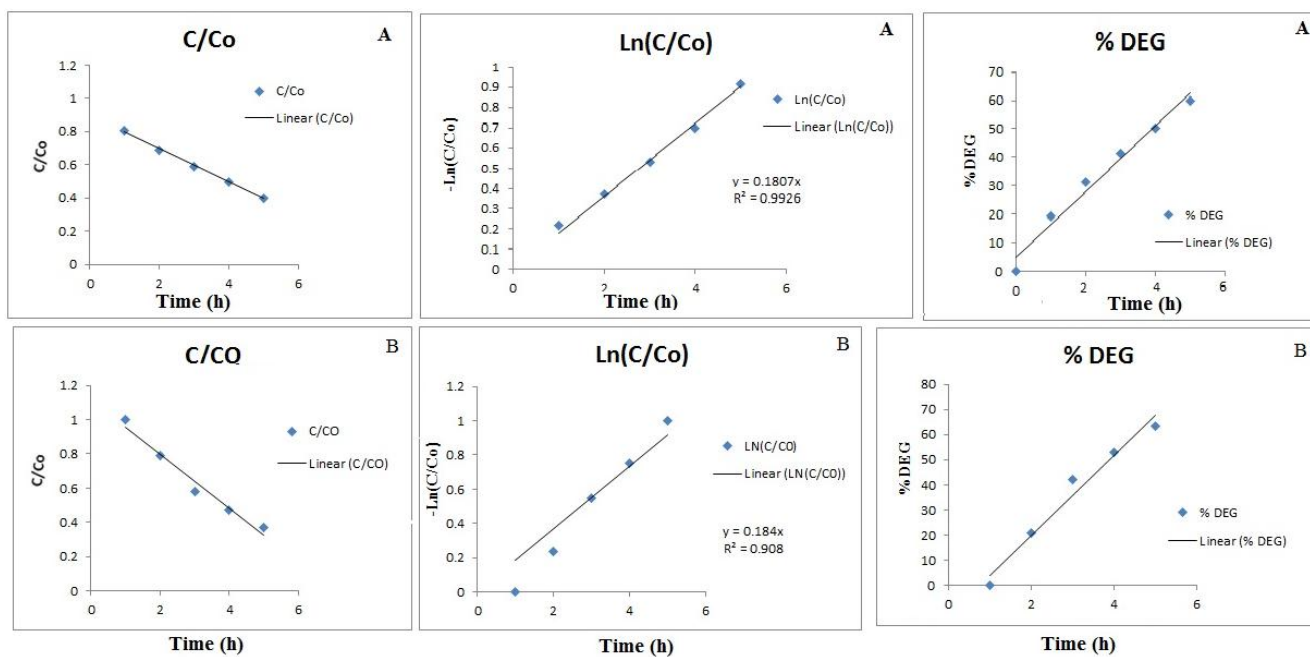 C/Co
A
1.2
1
0.8
0.6
0.4
0.2
0
C/Co
0 2 4 6
Time (h)
C/Co
Linear (C/Co)
Ln(C/Co)
A
1
0.9
0.8
0.7
0.6
0.5
0.4
0.3
0.2
0.1
0
-Ln(C/Co)
0 2 4 6
Time (h)
Ln(C/Co)
Linear (Ln(C/Co))
y = 0.1807x
R² = 0.9926
% DEG
A
70
60
50
40
30
20
10
0
%DEG
0 2 4 6
Time (h)
% DEG
Linear (% DEG)
C/CO
B
1.2
1
0.8
0.6
0.4
0.2
0
C/Co
0 2 4 6
Time (h)
C/CO
Linear (C/CO)
Ln(C/Co)
B
1.2
1
0.8
0.6
0.4
0.2
0
-Ln(C/Co)
0 2 4 6
Time (h)
LN(C/C0)
Linear (LN(C/C0))
y = 0.184x
R² = 0.908
% DEG
B
80
70
60
50
40
30
20
10
0
%DEG
0 2 4 6
Time (h)
% DEG
Linear (% DEG)